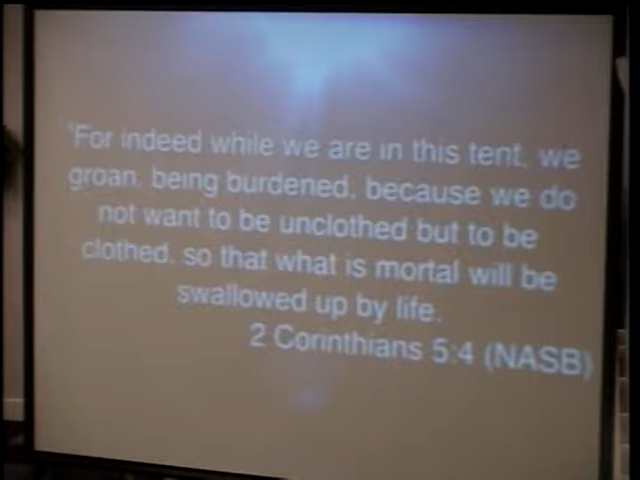 "For indeed while we are in this tent, we
groan, being burdened, because we do
not want to be unclothed but to be
clothed, so that what is mortal will be
swallowed up by life.
2 Corinthians 5:4 (NASB)